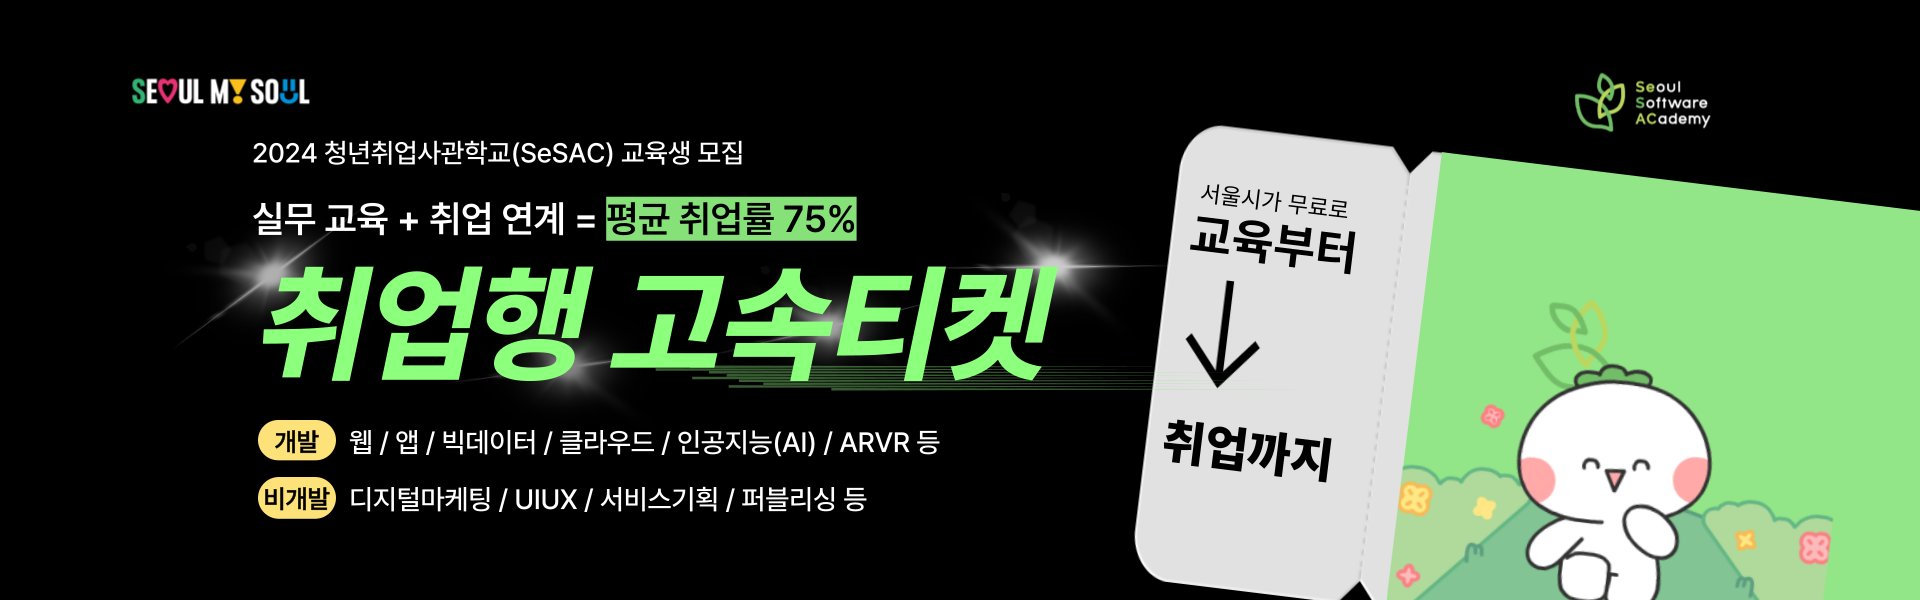 SEOUL MY SOUL
Seoul
Software
ACademy
2024 청년취업사관학교(SeSAC) 교육생 모집
실무 교육 + 취업 연계 = 평균 취업률 75%
취업행 고속티켓
개발 웹 / 앱 / 빅데이터 / 클라우드 / 인공지능(AI) / ARVR 등
비개발 디지털마케팅 / UIUX / 서비스기획 / 퍼블리싱 등
서울시가 무료로
교육부터
취업까지